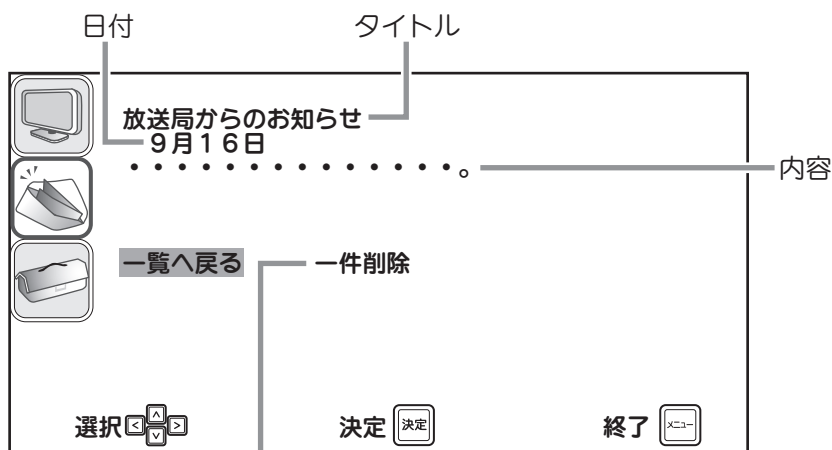 日付 タイトル
放送局からのお知らせ
9月16日
・・・・・・・・・・・・・・。 内容
一覧へ戻る 一件削除
選択 < ^ v > 決定 決定 終了 メニュー